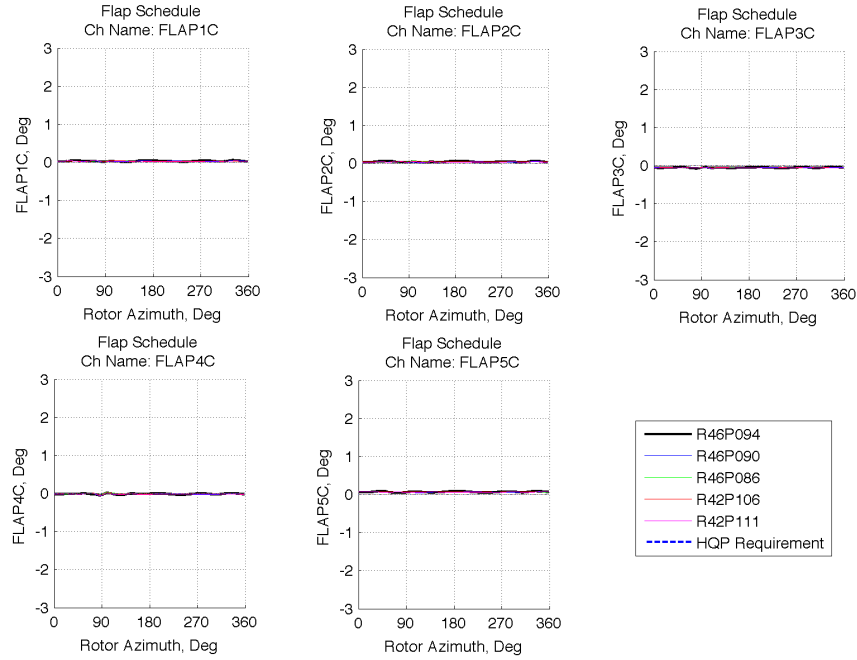 Flap Schedule
Ch Name: FLAP1C
3
2
1
0
-1
-2
-3
FLAP1C, Deg
0 90 180 270 360
Rotor Azimuth, Deg
Flap Schedule
Ch Name: FLAP2C
3
2
1
0
-1
-2
-3
FLAP2C, Deg
0 90 180 270 360
Rotor Azimuth, Deg
Flap Schedule
Ch Name: FLAP3C
3
2
1
0
-1
-2
-3
FLAP3C, Deg
0 90 180 270 360
Rotor Azimuth, Deg
Flap Schedule
Ch Name: FLAP4C
3
2
1
0
-1
-2
-3
FLAP4C, Deg
0 90 180 270 360
Rotor Azimuth, Deg
Flap Schedule
Ch Name: FLAP5C
3
2
1
0
-1
-2
-3
FLAP5C, Deg
0 90 180 270 360
Rotor Azimuth, Deg
R46P094
R46P090
R46P086
R42P106
R42P111
HQP Requirement